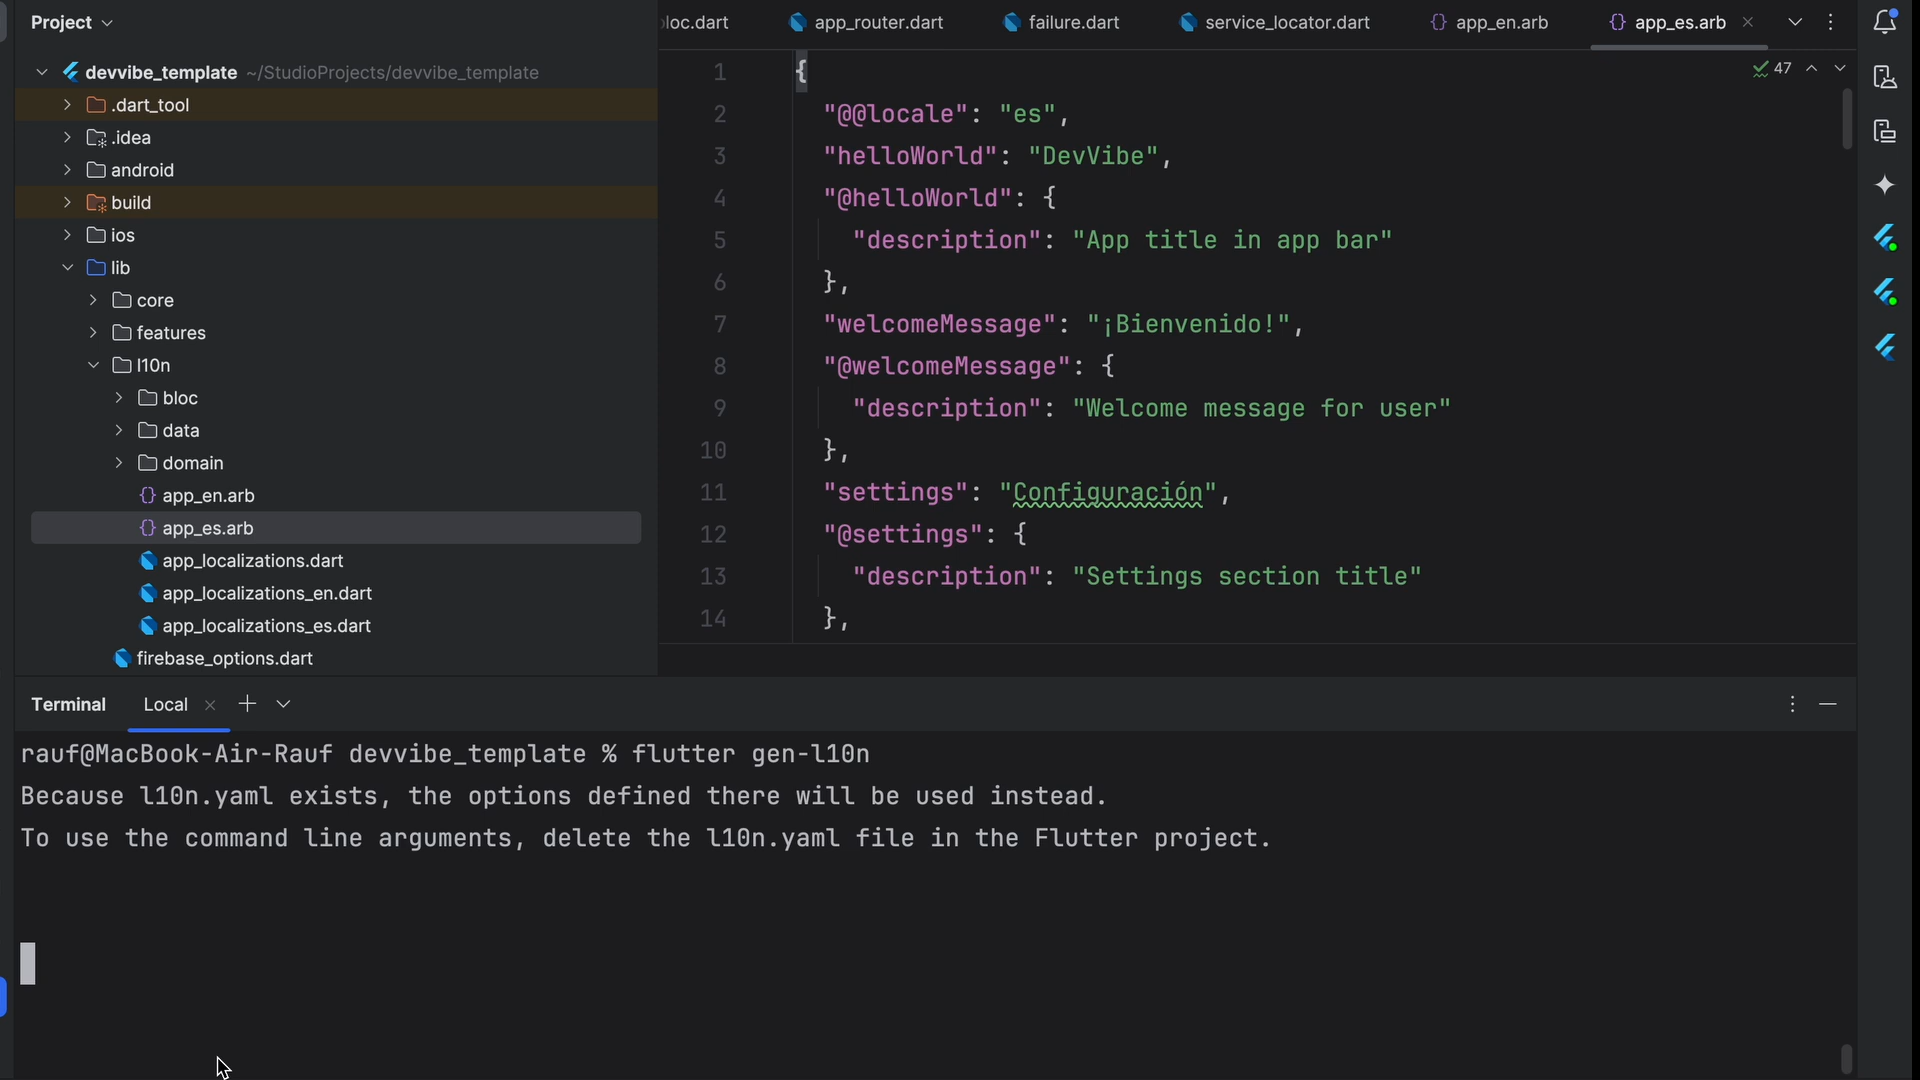 Project
devvibe_template ~/StudioProjects/devvibe_template
.dart_tool
.idea
android
build
ios
lib
core
features
l10n
bloc
data
domain
app_en.arb
app_es.arb
app_localizations.dart
app_localizations_en.dart
app_localizations_es.dart
firebase_options.dart
loc.dart app_router.dart failure.dart service_locator.dart app_en.arb app_es.arb
47
1 {
2 "@@locale": "es",
3 "helloWorld": "DevVibe",
4 "@helloWorld": {
5 "description": "App title in app bar"
6 },
7 "welcomeMessage": "¡Bienvenido!",
8 "@welcomeMessage": {
9 "description": "Welcome message for user"
10 },
11 "settings": "Configuración",
12 "@settings": {
13 "description": "Settings section title"
14 },
Terminal Local
rauf@MacBook-Air-Rauf devvibe_template % flutter gen-l10n
Because l10n.yaml exists, the options defined there will be used instead.
To use the command line arguments, delete the l10n.yaml file in the Flutter project.